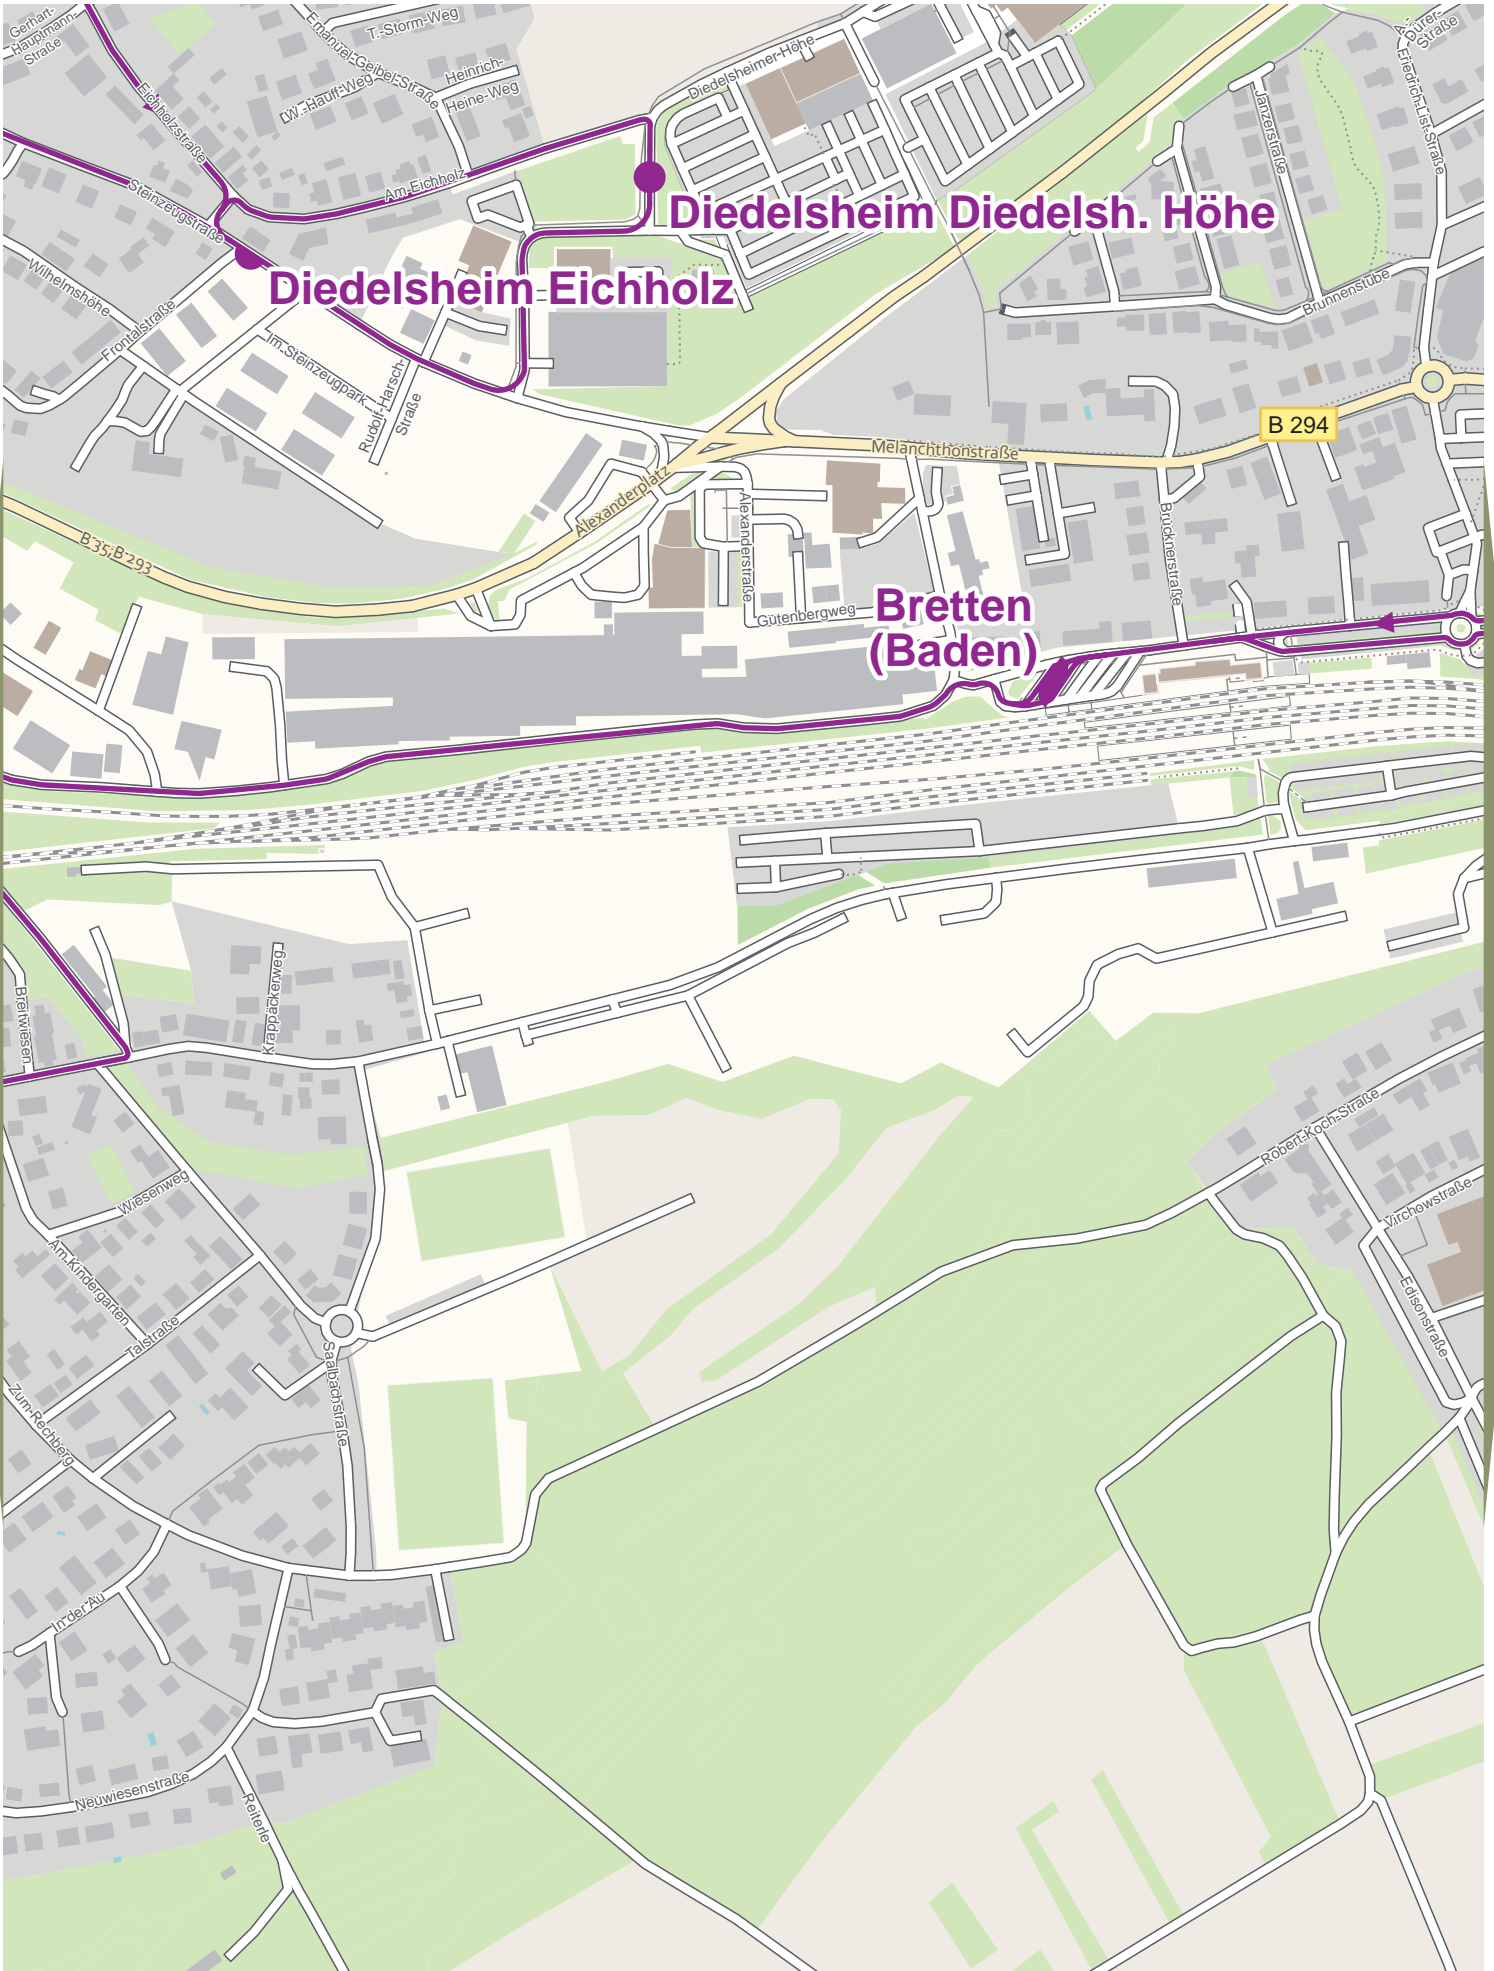 Gerhart-
Hauptmann-
Straße
Emanuel-Geibel-Straße
T.-Storm-Weg
Heinrich-
Heine-Weg
W.-Hauff-Weg
Diedelsheimer-Höhe
A.-
Dürer-
Straße
Friedrich-List-Straße
Janzerstraße
Eichholzstraße
Steinzeugstraße
Am-Eichholz
Diedelsheim Diedelsh. Höhe
Diedelsheim Eichholz
Wilhelmshöhe
Frontalstraße
Im-Steinzeugpark
Rudolf-Harsch-
Straße
Brunnenstube
B 294
Melanchthonstraße
Alexanderplatz
Alexanderstraße
Brücknerstraße
B 35;B 293
Gutenbergweg
Bretten
(Baden)
Breitwiesen
Krappäckerweg
Wiesenweg
Am-Kindergarten
Talstraße
Saalbachstraße
Zum-Rechberg
Robert-Koch-Straße
Virchowstraße
Edisonstraße
In der Au
Neuwiesenstraße
Reiterle